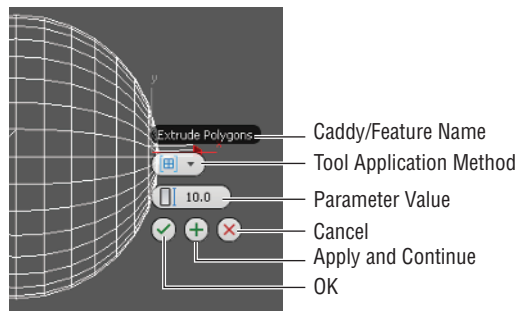 y
Extrude Polygons
Caddy/Feature Name
x
Tool Application Method
10.0
Parameter Value
Cancel
Apply and Continue
OK